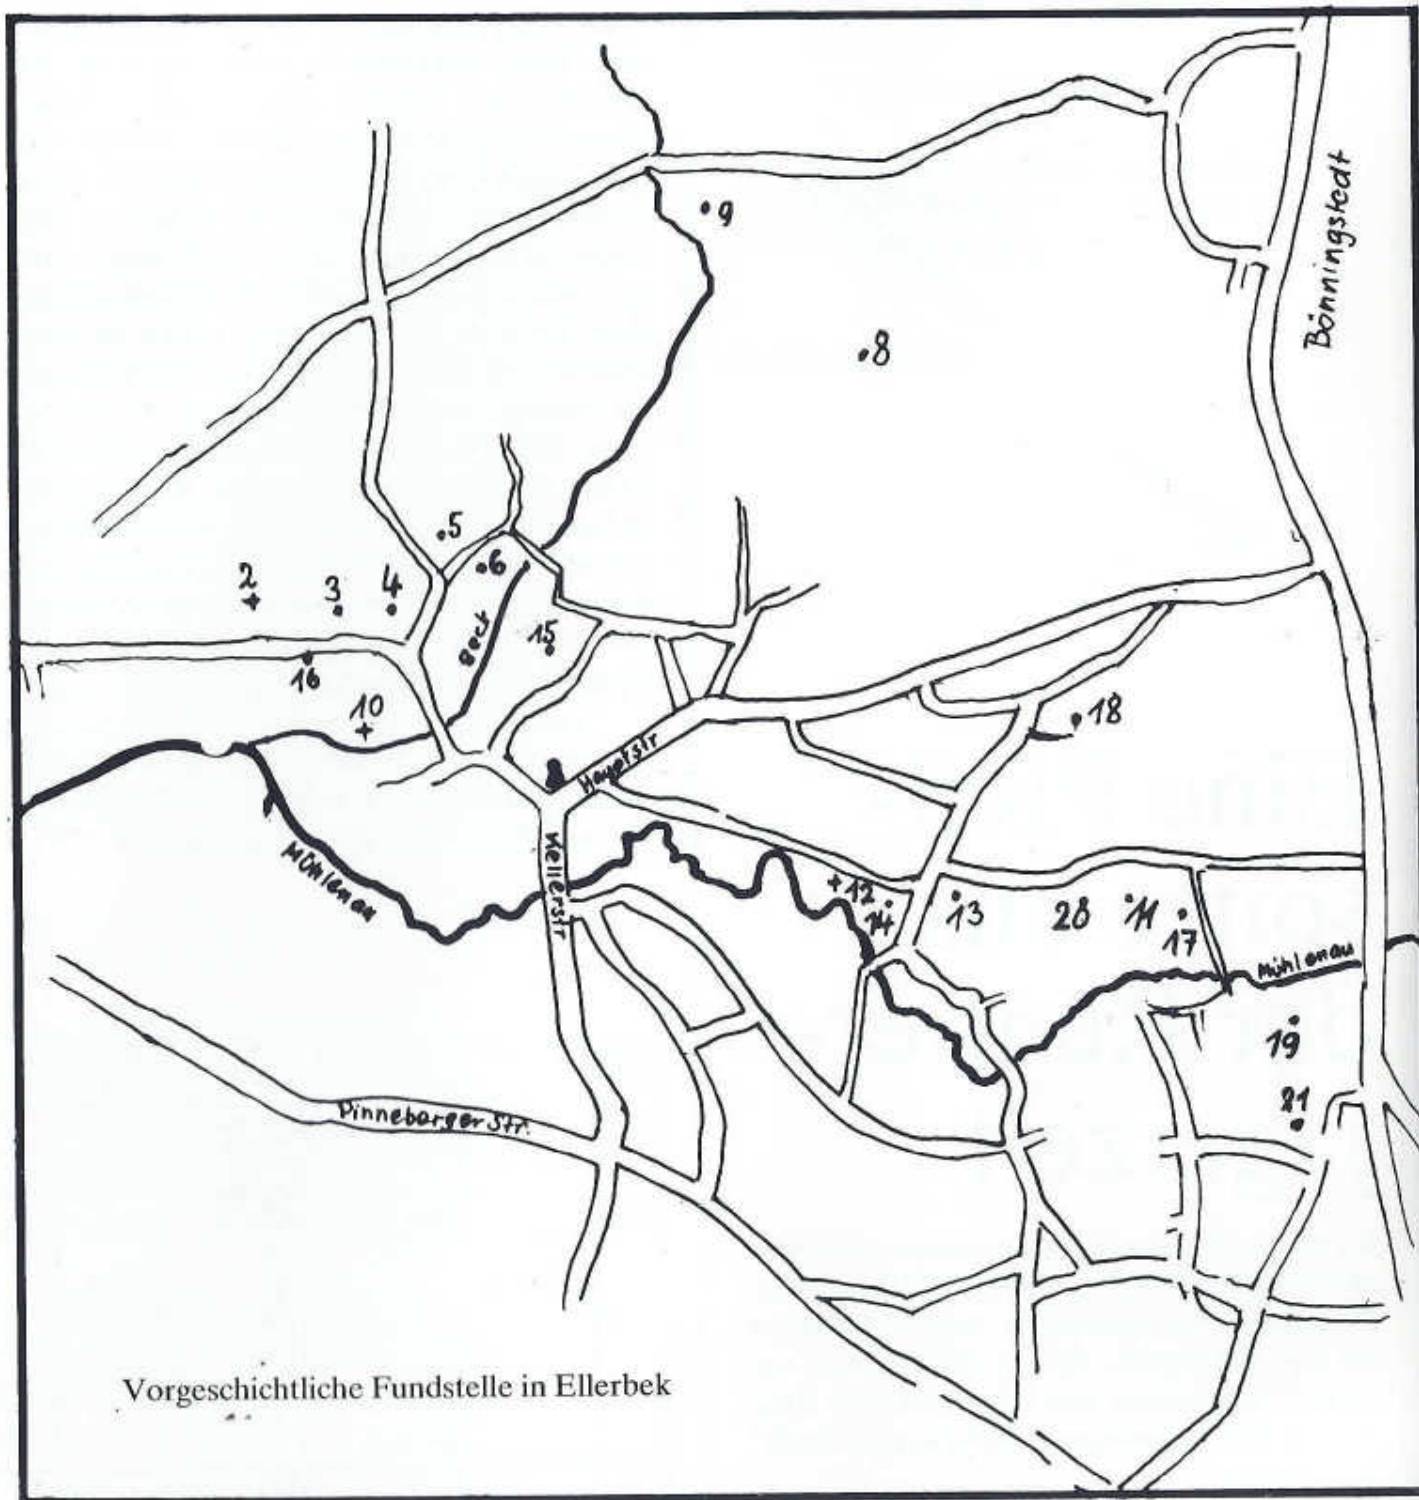 Bönningstedt
9
8
5
6
2
3
4
Bach
15
16
10
18
Hauptstr
Kellerstr
Mühlenau
12
14
13
28
11
17
Mühlenau
19
21
Pinneberger Str.
Vorgeschichtliche Fundstelle in Ellerbek